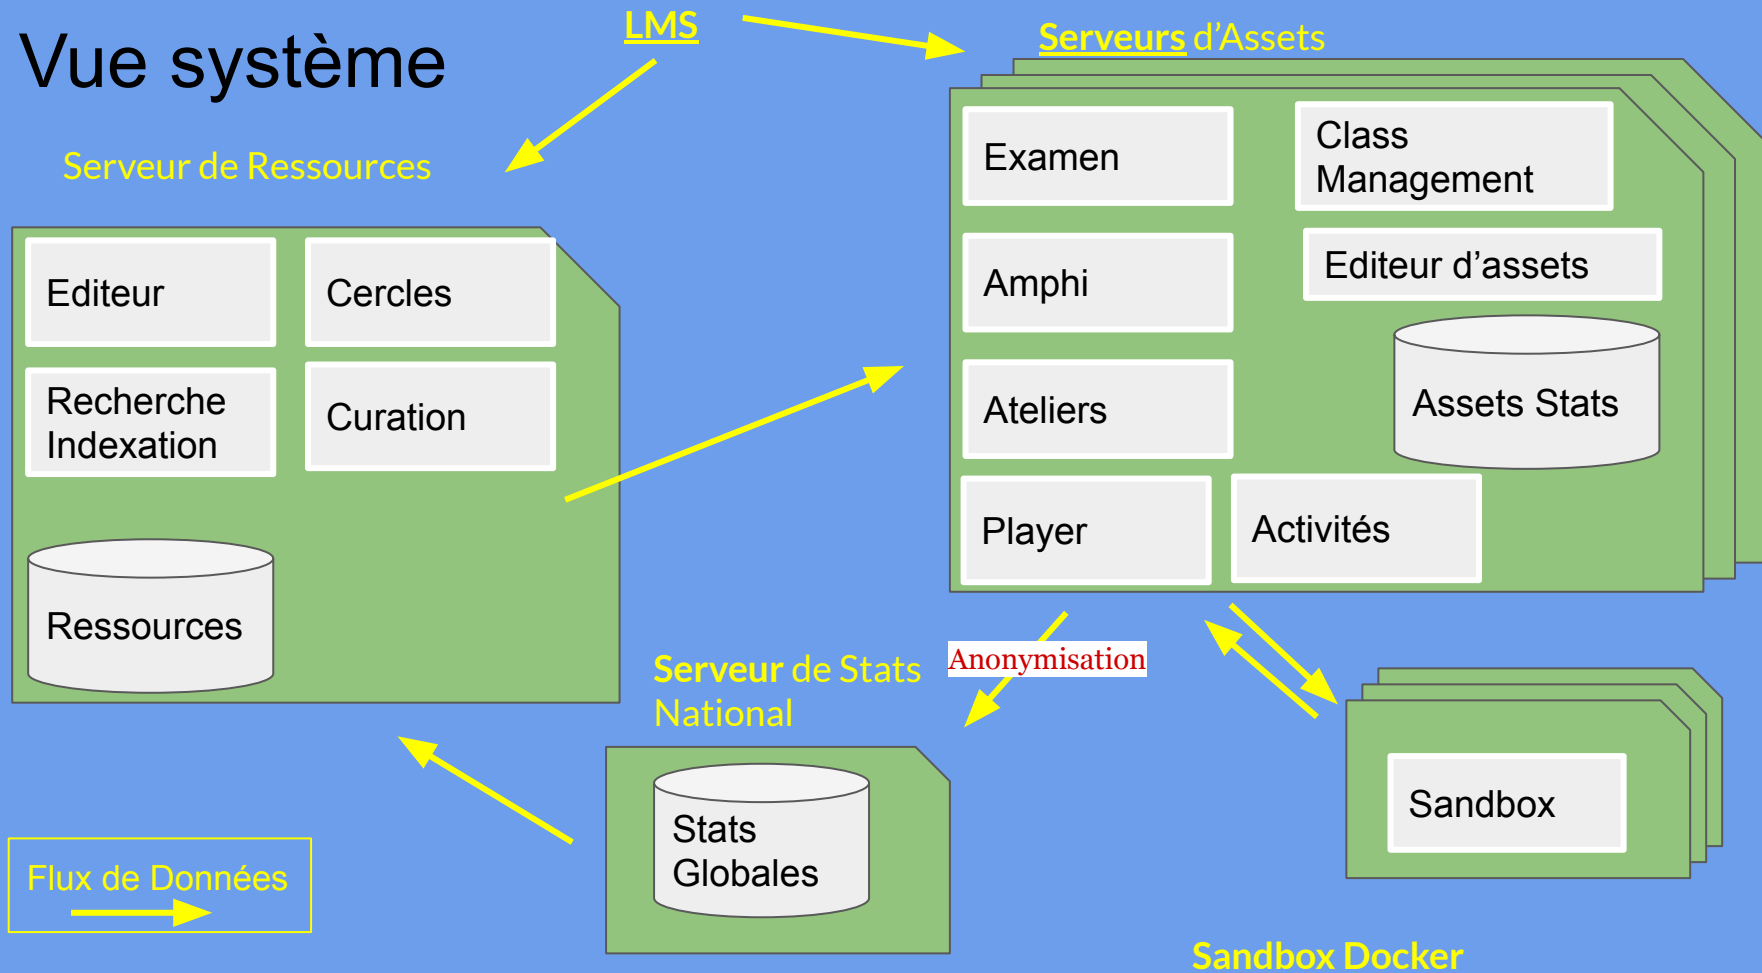 Vue système
LMS
Serveurs d’Assets
Serveur de Ressources
Editeur
Cercles
Recherche
Indexation
Curation
Ressources
Examen
Class
Management
Amphi
Editeur d’assets
Ateliers
Assets Stats
Player
Activités
Anonymisation
Serveur de Stats
National
Stats
Globales
Sandbox
Sandbox Docker
Flux de Données